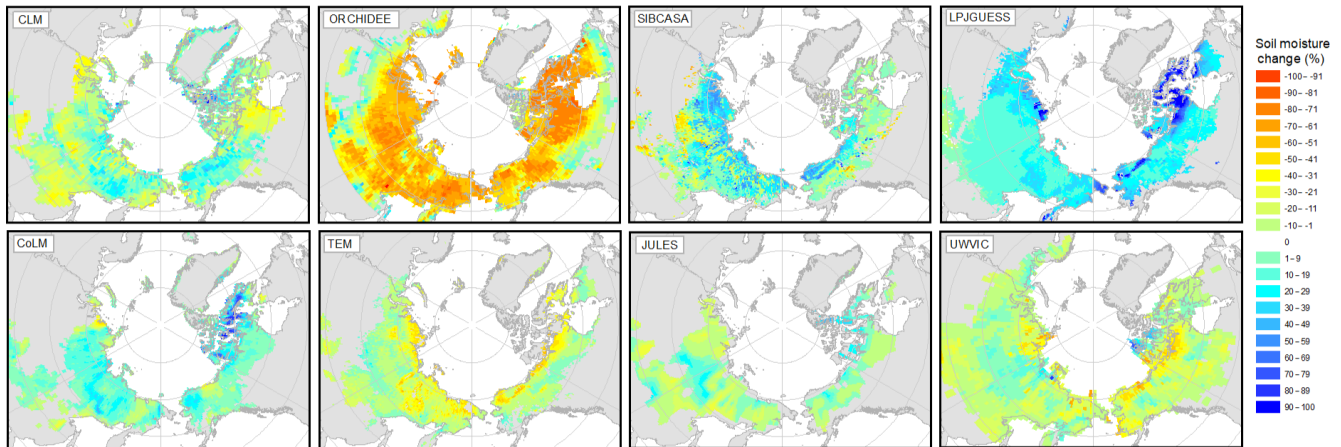 CLM
ORCHIDEE
SIBCASA
LPJGUESS
CoLM
TEM
JULES
UWVIC
Soil moisture
change (%)
-100- -91
-90- -81
-80- -71
-70- -61
-60- -51
-50- -41
-40- -31
-30- -21
-20- -11
-10- -1
0
1-9
10-19
20-29
30-39
40-49
50-59
60-69
70-79
80-89
90-100